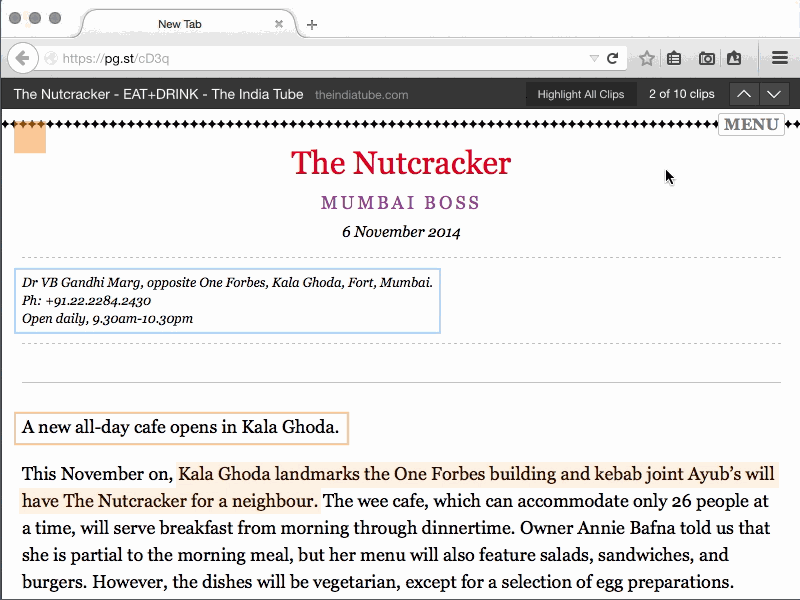 New Tab
https://pg.st/cD3q
The Nutcracker - EAT+DRINK - The India Tube theindiatube.com Highlight All Clips 2 of 10 clips
MENU
The Nutcracker
MUMBAI BOSS
6 November 2014
Dr VB Gandhi Marg, opposite One Forbes, Kala Ghoda, Fort, Mumbai.
Ph: +91.22.2284.2430
Open daily, 9.30am-10.30pm
A new all-day cafe opens in Kala Ghoda.
This November on, Kala Ghoda landmarks the One Forbes building and kebab joint Ayub’s will
have The Nutcracker for a neighbour. The wee cafe, which can accommodate only 26 people at
a time, will serve breakfast from morning through dinnertime. Owner Annie Bafna told us that
she is partial to the morning meal, but her menu will also feature salads, sandwiches, and
burgers. However, the dishes will be vegetarian, except for a selection of egg preparations.